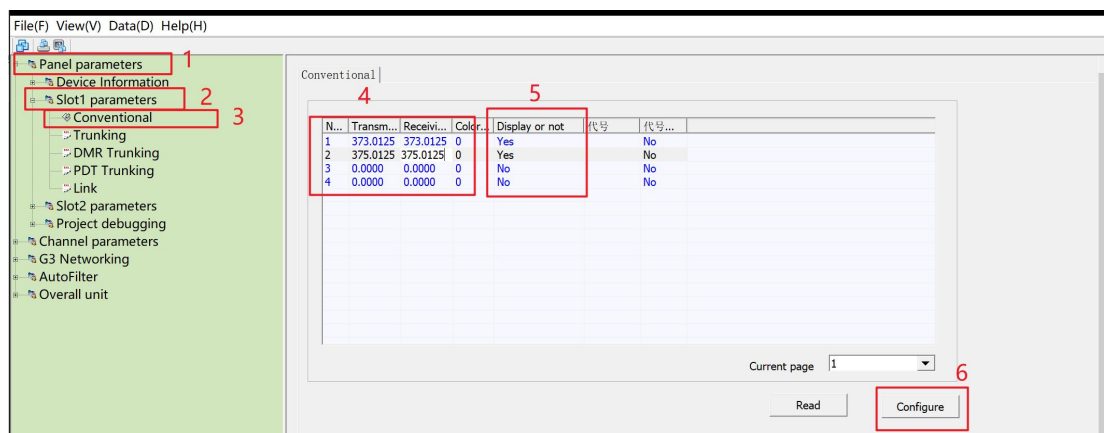 File(F) View(V) Data(D) Help(H)
Panel parameters 1
Device Information
Slot1 parameters 2
Conventional 3
Trunking
DMR Trunking
PDT Trunking
Link
Slot2 parameters
Project debugging
Channel parameters
G3 Networking
AutoFilter
Overall unit
Conventional
4 5
N... Transm... Receivi... Color... Display or not 代号 代号...
1 373.0125 373.0125 0 Yes No
2 375.0125 375.0125 0 Yes No
3 0.0000 0.0000 0 No No
4 0.0000 0.0000 0 No No
Current page 1
6
Read Configure